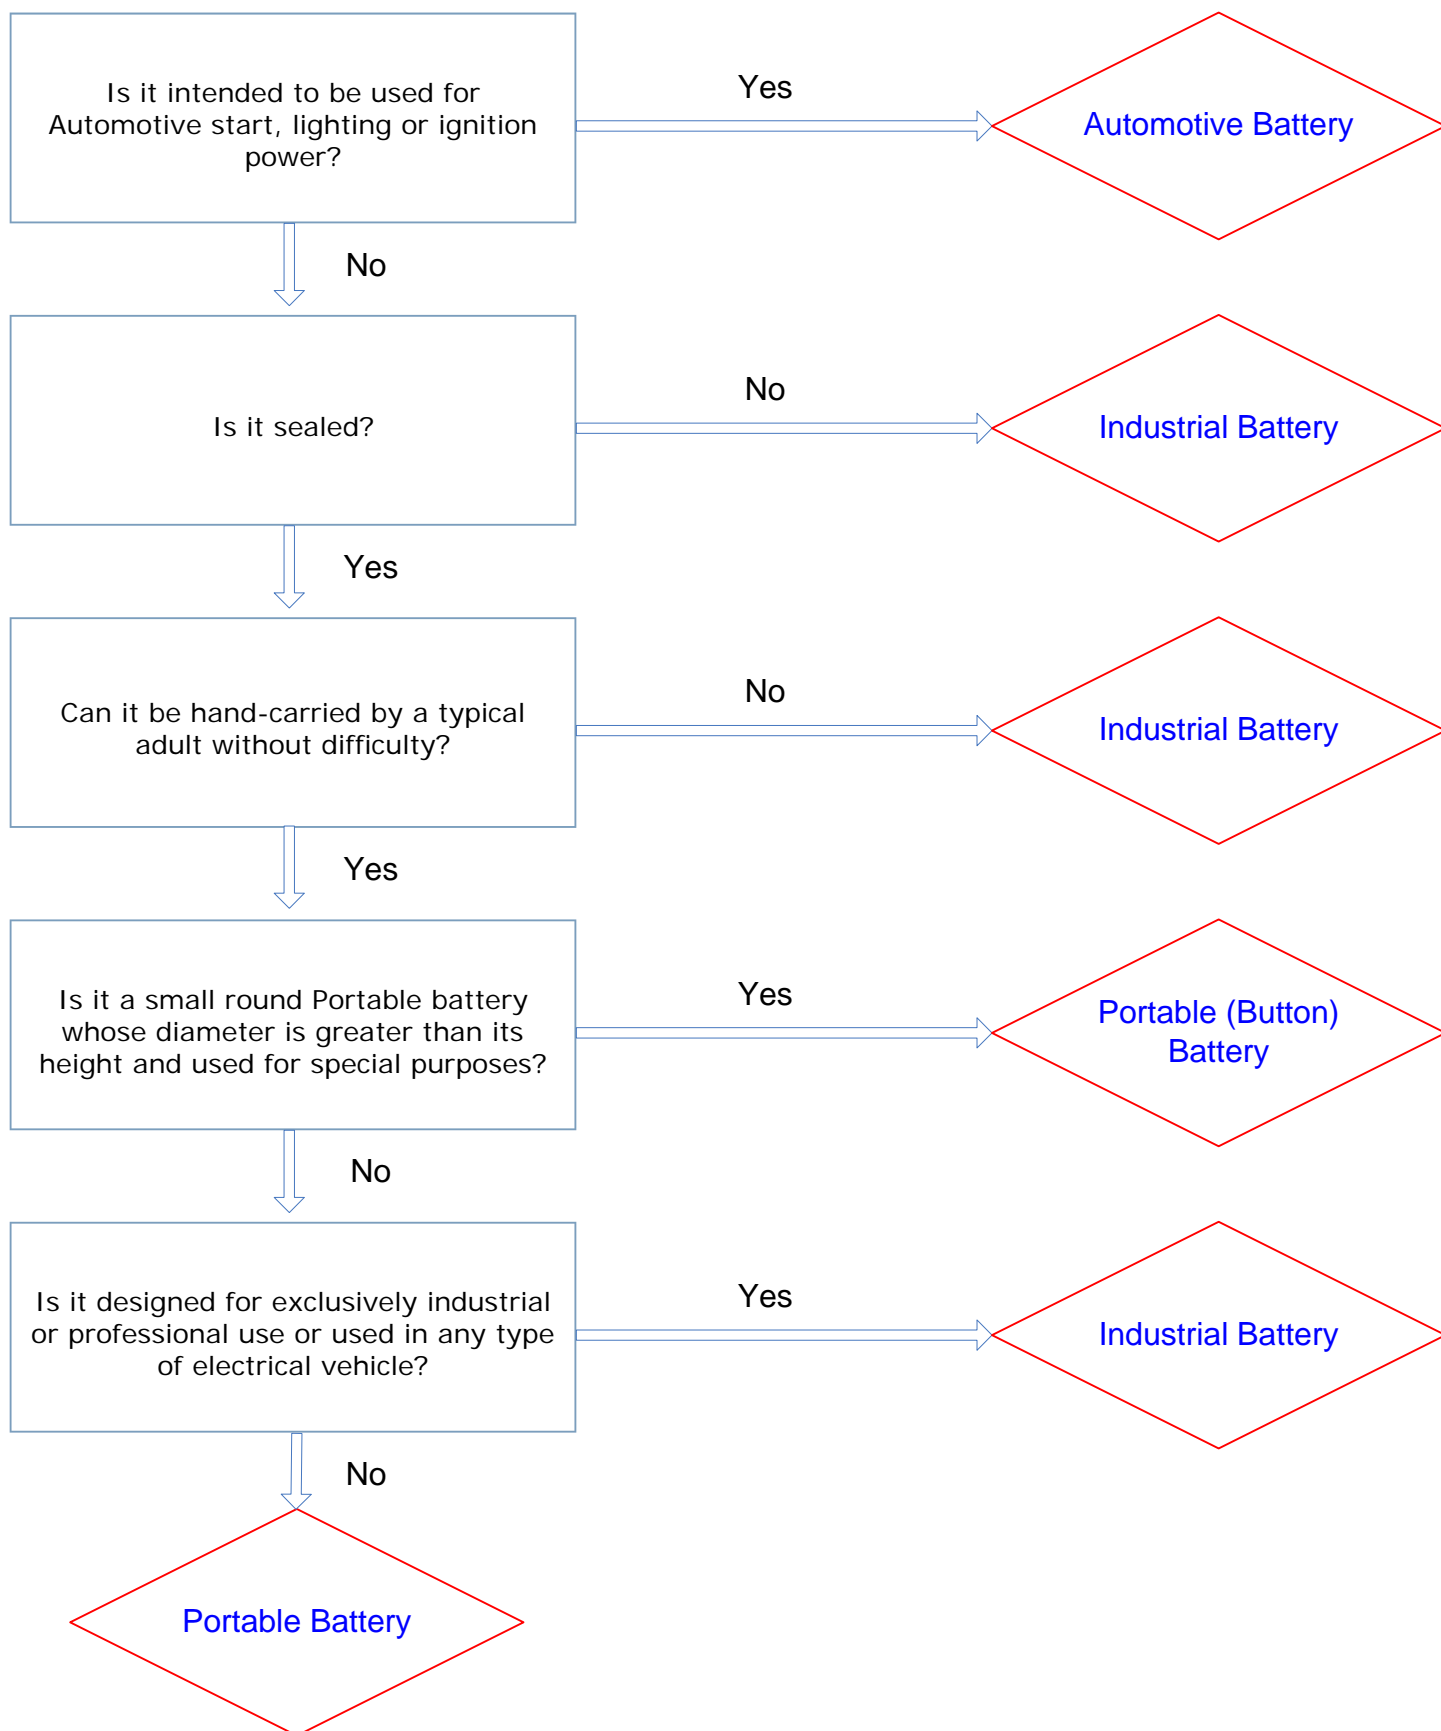 Is it intended to be used for
Automotive start, lighting or ignition
power?
Yes
Automotive Battery
No
Is it sealed?
No
Industrial Battery
Yes
Can it be hand-carried by a typical
adult without difficulty?
No
Industrial Battery
Yes
Is it a small round Portable battery
whose diameter is greater than its
height and used for special purposes?
Yes
Portable (Button)
Battery
No
Is it designed for exclusively industrial
or professional use or used in any type
of electrical vehicle?
Yes
Industrial Battery
No
Portable Battery